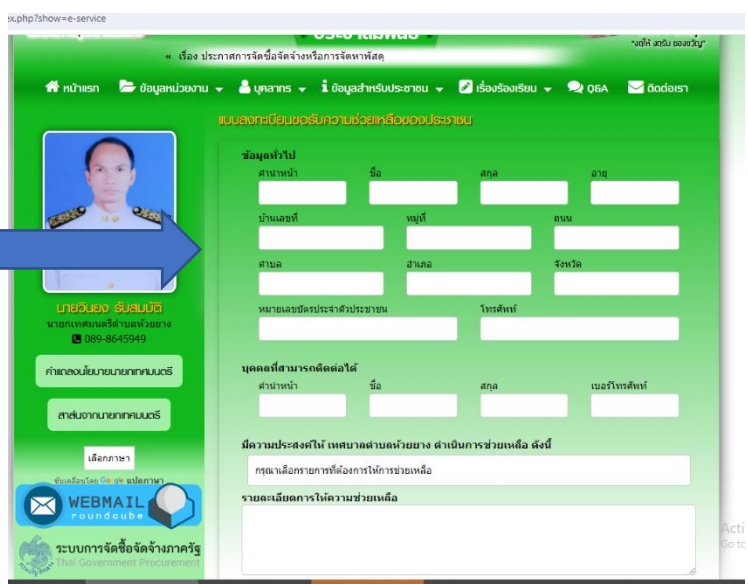 ex.php?show=e-service
"งดให้ งดรับ ของขวัญ"
« เรื่อง ประกาศการจัดซื้อจัดจ้างหรือการจัดหาพัสดุ
หน้าแรก ข้อมูลหน่วยงาน บุคลากร ข้อมูลสำหรับประชาชน เรื่องร้องเรียน Q&A ติดต่อเรา
แบบลงทะเบียนขอรับความช่วยเหลือของประชาชน
ข้อมูลทั่วไป
คำนำหน้า ชื่อ สกุล อายุ
บ้านเลขที่ หมู่ที่ ถนน
ตำบล อำเภอ จังหวัด
หมายเลขบัตรประจำตัวประชาชน โทรศัพท์
นายวินยง รับสมบัติ
นายกเทศมนตรีตำบลห้วยยาง
089-8645949
คำแถลงนโยบายนายกเทศมนตรี
สาส์นจากนายกเทศมนตรี
บุคคลที่สามารถติดต่อได้
คำนำหน้า ชื่อ สกุล เบอร์โทรศัพท์
มีความประสงค์ให้ เทศบาลตำบลห้วยยาง ดำเนินการช่วยเหลือ ดังนี้
กรุณาเลือกรายการที่ต้องการให้การช่วยเหลือ
รายละเอียดการให้ความช่วยเหลือ
เลือกภาษา
ขับเคลื่อนโดย Google แปลภาษา
WEBMAIL
roundcube
ระบบการจัดซื้อจัดจ้างภาครัฐ
Thai Government Procurement
Acti
Go to